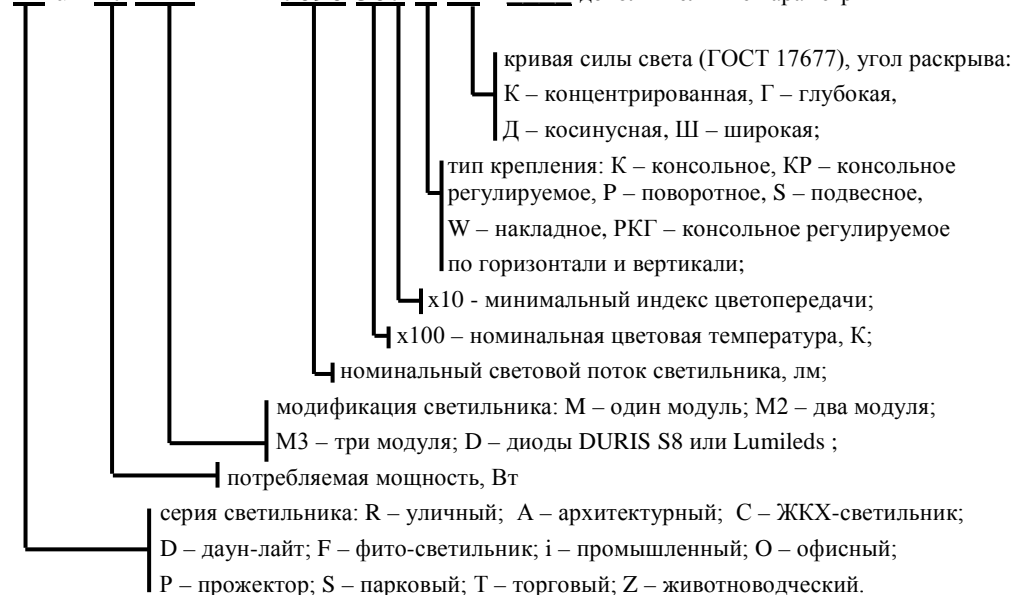 кривая силы света (ГОСТ 17677), угол раскрыва:
К – концентрированная, Г – глубокая,
Д – косинусная, Ш – широкая;
тип крепления: К – консольное, КР – консольное
регулируемое, Р – поворотное, S – подвесное,
W – накладное, РКГ – консольное регулируемое
по горизонтали и вертикали;
х10 - минимальный индекс цветопередачи;
х100 – номинальная цветовая температура, К;
номинальный световой поток светильника, лм;
модификация светильника: М – один модуль; М2 – два модуля;
М3 – три модуля; D – диоды DURIS S8 или Lumileds ;
потребляемая мощность, Вт
серия светильника: R – уличный; А – архитектурный; С – ЖКХ-светильник;
D – даун-лайт; F – фито-светильник; i – промышленный; О – офисный;
Р – прожектор; S – парковый; Т – торговый; Z – животноводческий.